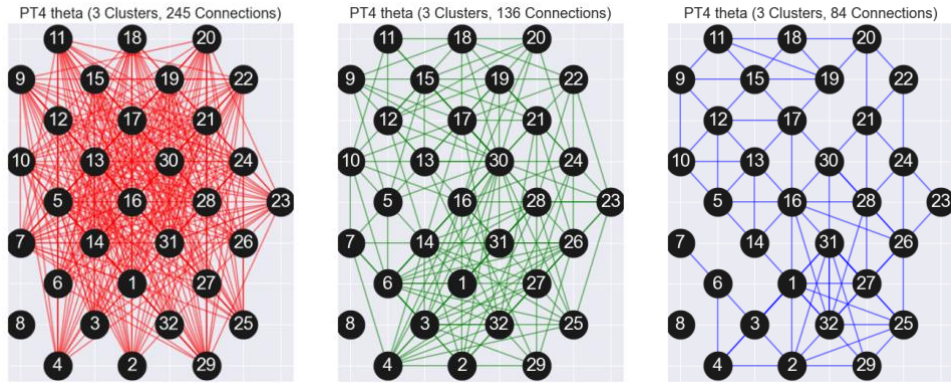 PT4 theta (3 Clusters, 245 Connections)
11 18 20
9 15 19 22
12 17 21
10 13 30 24
5 16 28 23
7 14 31 26
6 1 27
8 3 32 25
4 2 29
PT4 theta (3 Clusters, 136 Connections)
11 18 20
9 15 19 22
12 17 21
10 13 30 24
5 16 28 23
7 14 31 26
6 1 27
8 3 32 25
4 2 29
PT4 theta (3 Clusters, 84 Connections)
11 18 20
9 15 19 22
12 17 21
10 13 30 24
5 16 28 23
7 14 31 26
6 1 27
8 3 32 25
4 2 29